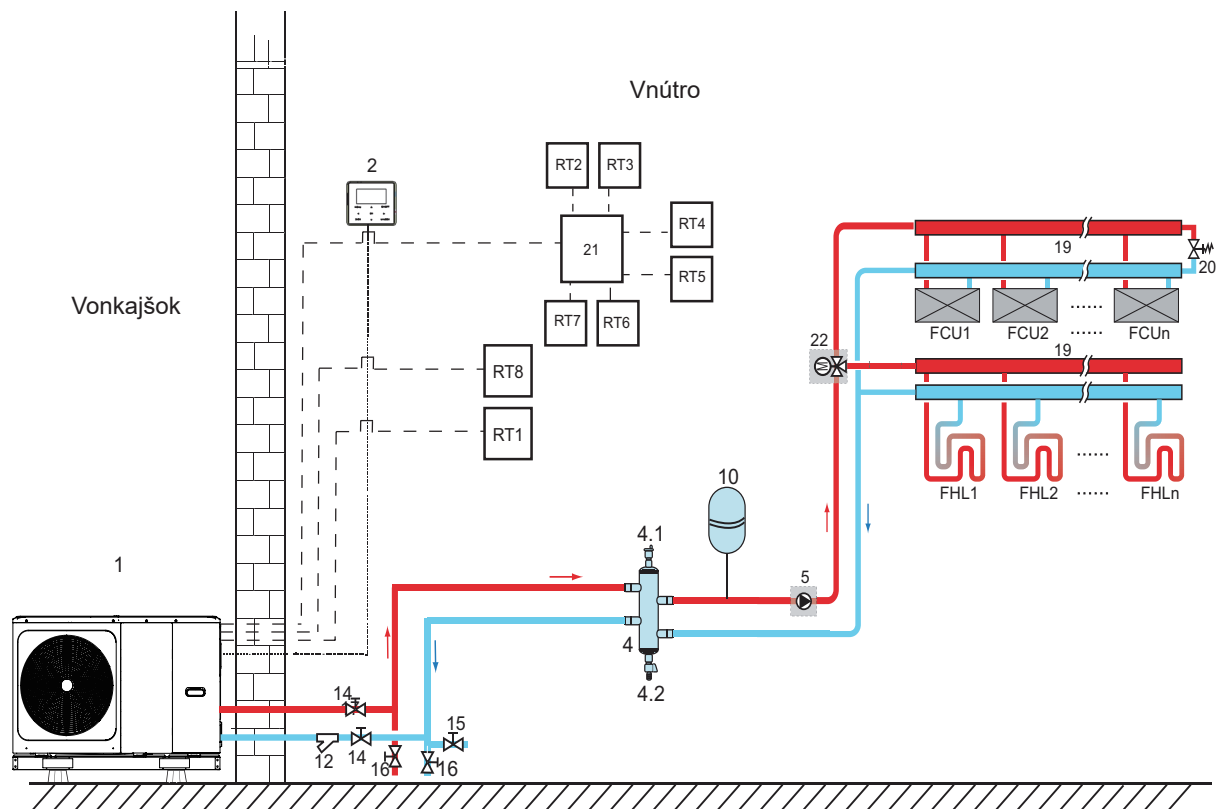 Vnútro
Vonkajšok
2
RT2
RT3
RT4
21
RT5
RT7
RT6
RT8
RT1
19
20
FCU1
FCU2
......
......
FCUn
22
19
......
FHL1
FHL2
......
FHLn
10
4.1
5
1
4
4.2
14
15
12
14
16
16